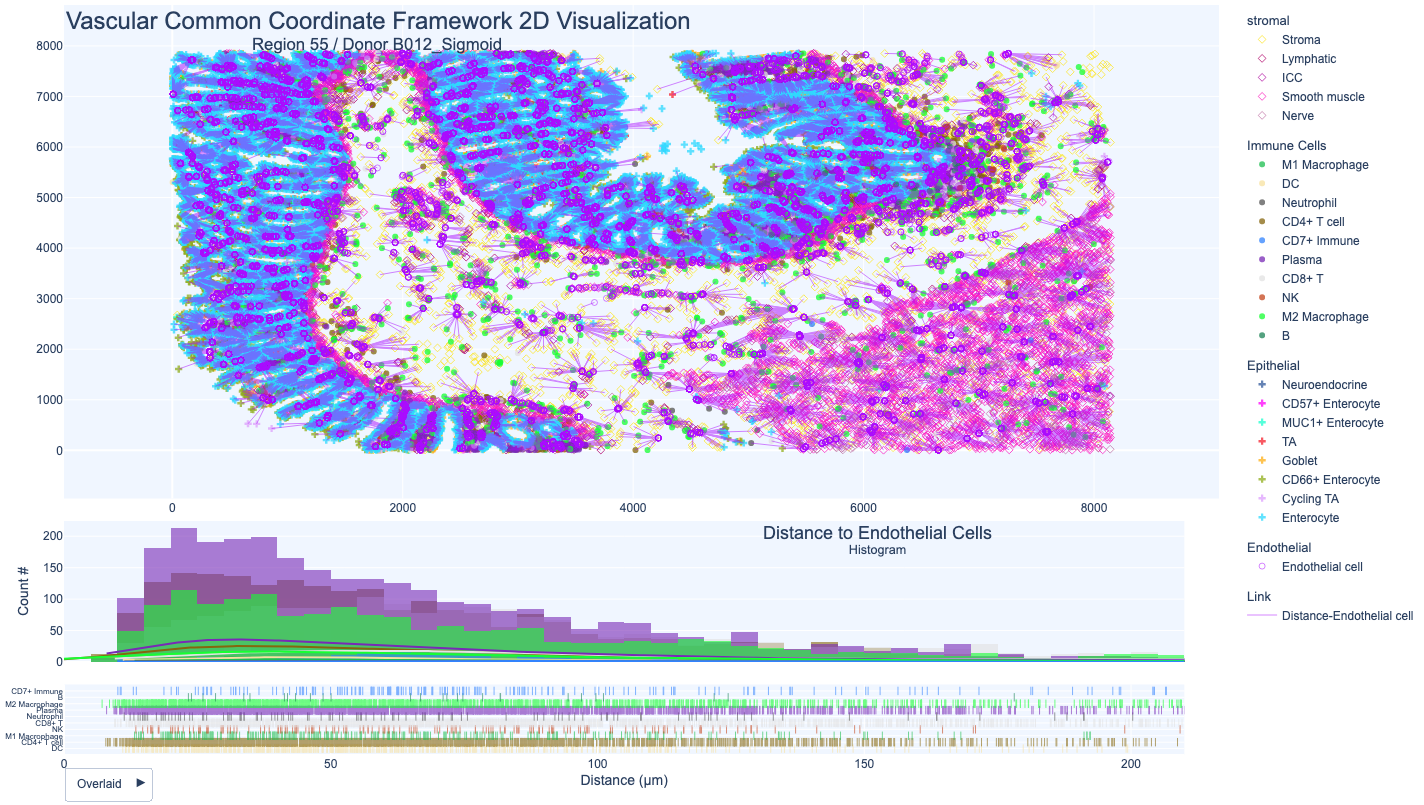 Vascular Common Coordinate Framework 2D Visualization
Region 55 / Donor B012_Sigmoid
8000
7000
6000
5000
4000
3000
2000
1000
0
0
2000
4000
6000
8000
stromal
Stroma
Lymphatic
ICC
Smooth muscle
Nerve
Immune Cells
M1 Macrophage
DC
Neutrophil
CD4+ T cell
CD7+ Immune
Plasma
CD8+ T
NK
M2 Macrophage
B
Epithelial
Neuroendocrine
CD57+ Enterocyte
MUC1+ Enterocyte
TA
Goblet
CD66+ Enterocyte
Cycling TA
Enterocyte
Endothelial
Endothelial cell
Link
Distance-Endothelial cell
Distance to Endothelial Cells
Histogram
Count #
200
150
100
50
0
CD7+ Immune
B
M2 Macrophage
Plasma
Neutrophil
CD8+ T
NK
M1 Macrophage
CD4+ T cell
DC
0
50
100
150
200
Distance (μm)
Overlaid ►